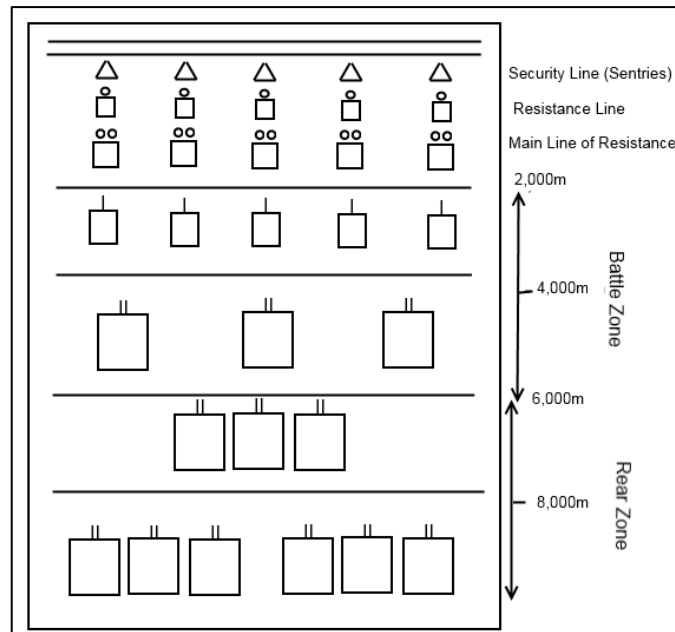 Security Line (Sentries)
Resistance Line
Main Line of Resistance
2,000m
4,000m
Battle Zone
6,000m
8,000m
Rear Zone